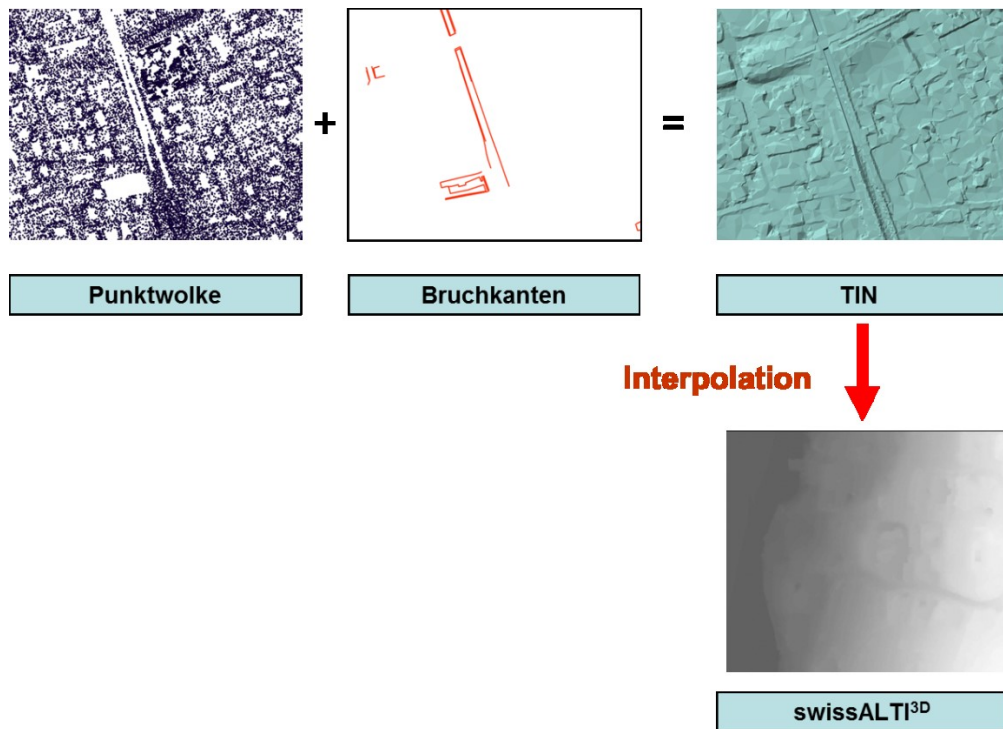 +
=
Punktwolke
Bruchkanten
TIN
Interpolation
swissALTI³ᴰ